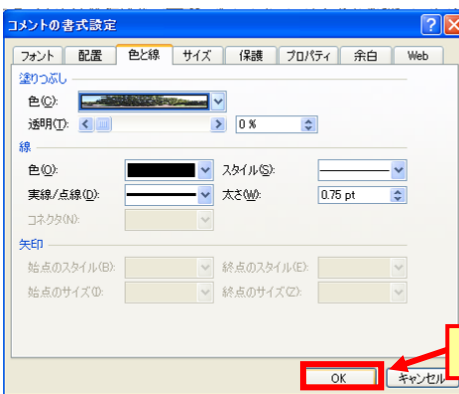 コメントの書式設定
フォント 配置 色と線 サイズ 保護 プロパティ 余白 Web
塗りつぶし
色(C):
透明(T): 0 %
線
色(O): スタイル(S):
実線/点線(D): 太さ(W): 0.75 pt
コネクタ(N):
矢印
始点のスタイル(B): 終点のスタイル(E):
始点のサイズ(I): 終点のサイズ(Z):
OK キャンセル